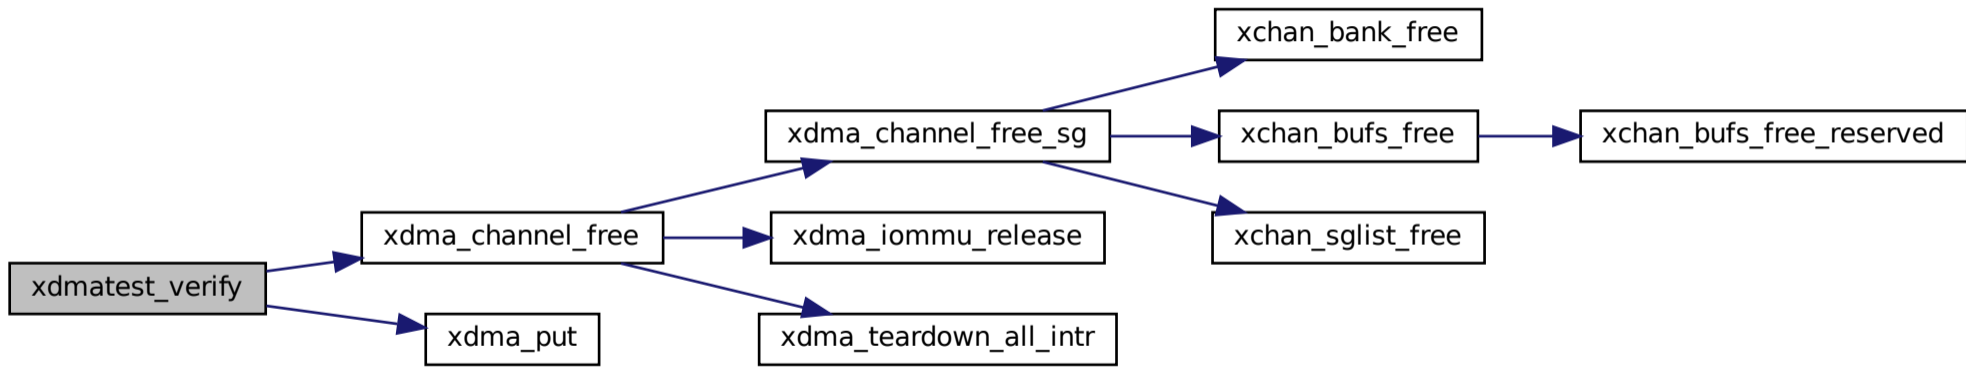 xchan_bank_free
xdma_channel_free_sg
xchan_bufs_free
xchan_bufs_free_reserved
xdma_channel_free
xdma_iommu_release
xchan_sglist_free
xdmatest_verify
xdma_put
xdma_teardown_all_intr